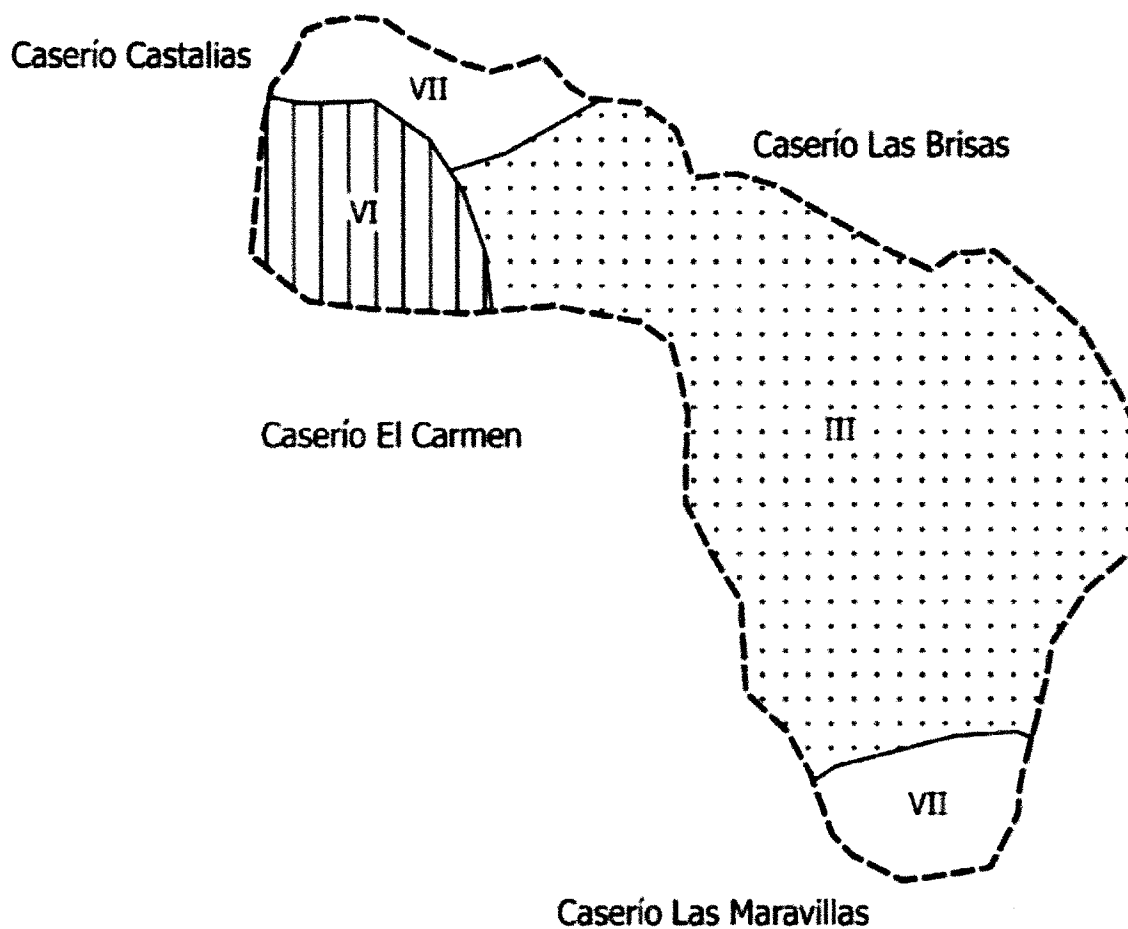 Caserío Castalias
VII
Caserío Las Brisas
VI
Caserío El Carmen
III
VII
Caserío Las Maravillas